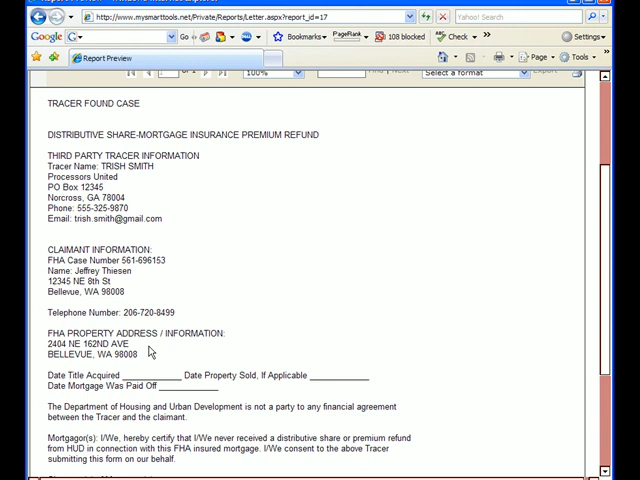 http://www.mysmarttools.net/Private/Reports/Letter.aspx?report_id=17
Yahoo! Search
Google
Go
Bookmarks
PageRank
108 blocked
Check
Settings
Report Preview
Page
Tools
100%
Select a format
TRACER FOUND CASE
DISTRIBUTIVE SHARE-MORTGAGE INSURANCE PREMIUM REFUND
THIRD PARTY TRACER INFORMATION
Tracer Name: TRISH SMITH
Processors United
PO Box 12345
Norcross, GA 78004
Phone: 555-325-9870
Email: trish.smith@gmail.com
CLAIMANT INFORMATION:
FHA Case Number 561-696153
Name: Jeffrey Thiesen
12345 NE 8th St
Bellevue, WA 98008
Telephone Number: 206-720-8499
FHA PROPERTY ADDRESS / INFORMATION:
2404 NE 162ND AVE
BELLEVUE, WA 98008
Date Title Acquired ____________ Date Property Sold, If Applicable ____________
Date Mortgage Was Paid Off ____________
The Department of Housing and Urban Development is not a party to any financial agreement
between the Tracer and the claimant.
Mortgagor(s): I/We, hereby certify that I/We never received a distributive share or premium refund
from HUD in connection with this FHA insured mortgage. I/We consent to the above Tracer
submitting this form on our behalf.